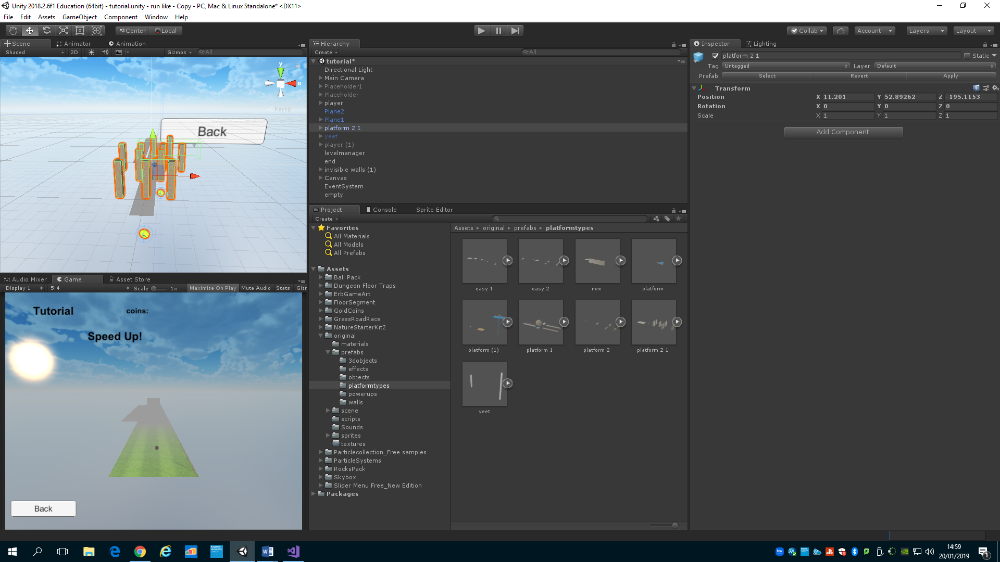 Unity 2018.2.6f1 Education (64bit) - tutorial.unity - run like - Copy - PC, Mac & Linux Standalone* <DX11>
File Edit Assets GameObject Component Window Help
Center Local
Collab Account Layers Layout
Scene Animator Animation
Shaded 2D Gizmos All
y
x
Persp
Back
Hierarchy
Create All
tutorial*
Directional Light
Main Camera
Placeholder1
Placeholder
player
Plane2
Plane1
platform 2 1
yeet
player (1)
levelmanager
end
invisible walls (1)
Canvas
EventSystem
empty
Inspector Lighting
platform 2 1 Static
Tag Untagged Layer Default
Prefab Select Revert Apply
Transform
Position X 11.201 Y 52.89262 Z -195.1153
Rotation X 0 Y 0 Z 0
Scale X 1 Y 1 Z 1
Add Component
Audio Mixer Game Asset Store
Display 1 5:4 Scale 1x Maximize On Play Mute Audio Stats Giz
Tutorial coins:
Speed Up!
Back
Project Console Sprite Editor
Create
Favorites
All Materials
All Models
All Prefabs
Assets
Ball Pack
Dungeon Floor Traps
ErbGameArt
FloorSegment
GoldCoins
GrassRoadRace
NatureStarterKit2
original
materials
prefabs
3dobjects
effects
objects
platformtypes
powerups
walls
scene
scripts
Sounds
sprites
textures
Particlecollection_Free samples
ParticleSystems
RocksPack
Skybox
Slider Menu Free_New Edition
Packages
Assets original prefabs platformtypes
easy 1 easy 2 new platform
platform (1) platform 1 platform 2 platform 2 1
yeet
14:59
20/01/2019
1